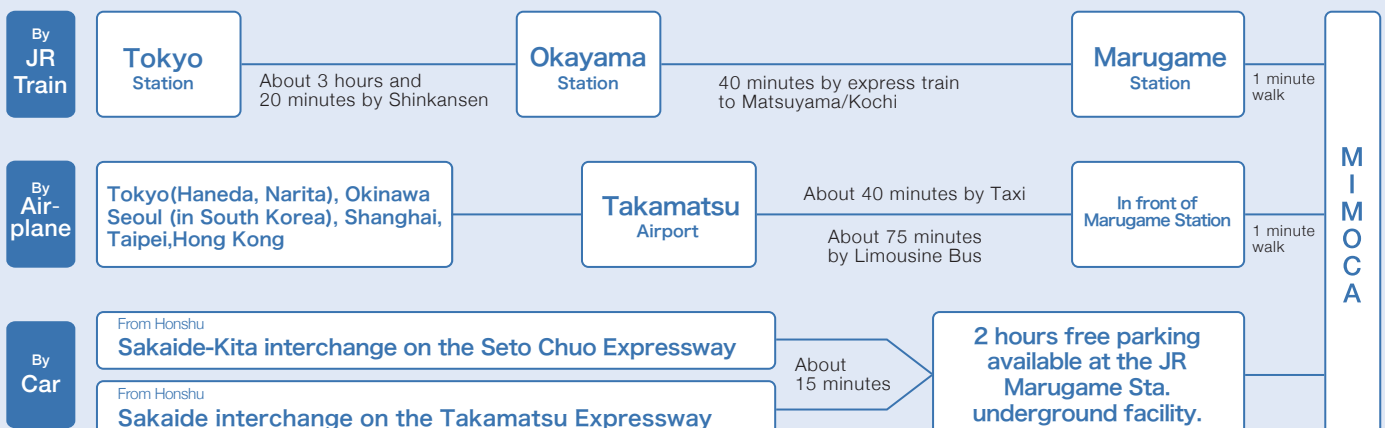 By
JR
Train
Tokyo
Station
About 3 hours and
20 minutes by Shinkansen
Okayama
Station
40 minutes by express train
to Matsuyama/Kochi
Marugame
Station
1 minute
walk
By
Air-
plane
Tokyo(Haneda, Narita), Okinawa
Seoul (in South Korea), Shanghai,
Taipei,Hong Kong
Takamatsu
Airport
About 40 minutes by Taxi
About 75 minutes
by Limousine Bus
In front of
Marugame Station
1 minute
walk
By
Car
From Honshu
Sakaide-Kita interchange on the Seto Chuo Expressway
From Honshu
Sakaide interchange on the Takamatsu Expressway
About
15 minutes
2 hours free parking
available at the JR
Marugame Sta.
underground facility.
MIMOCA